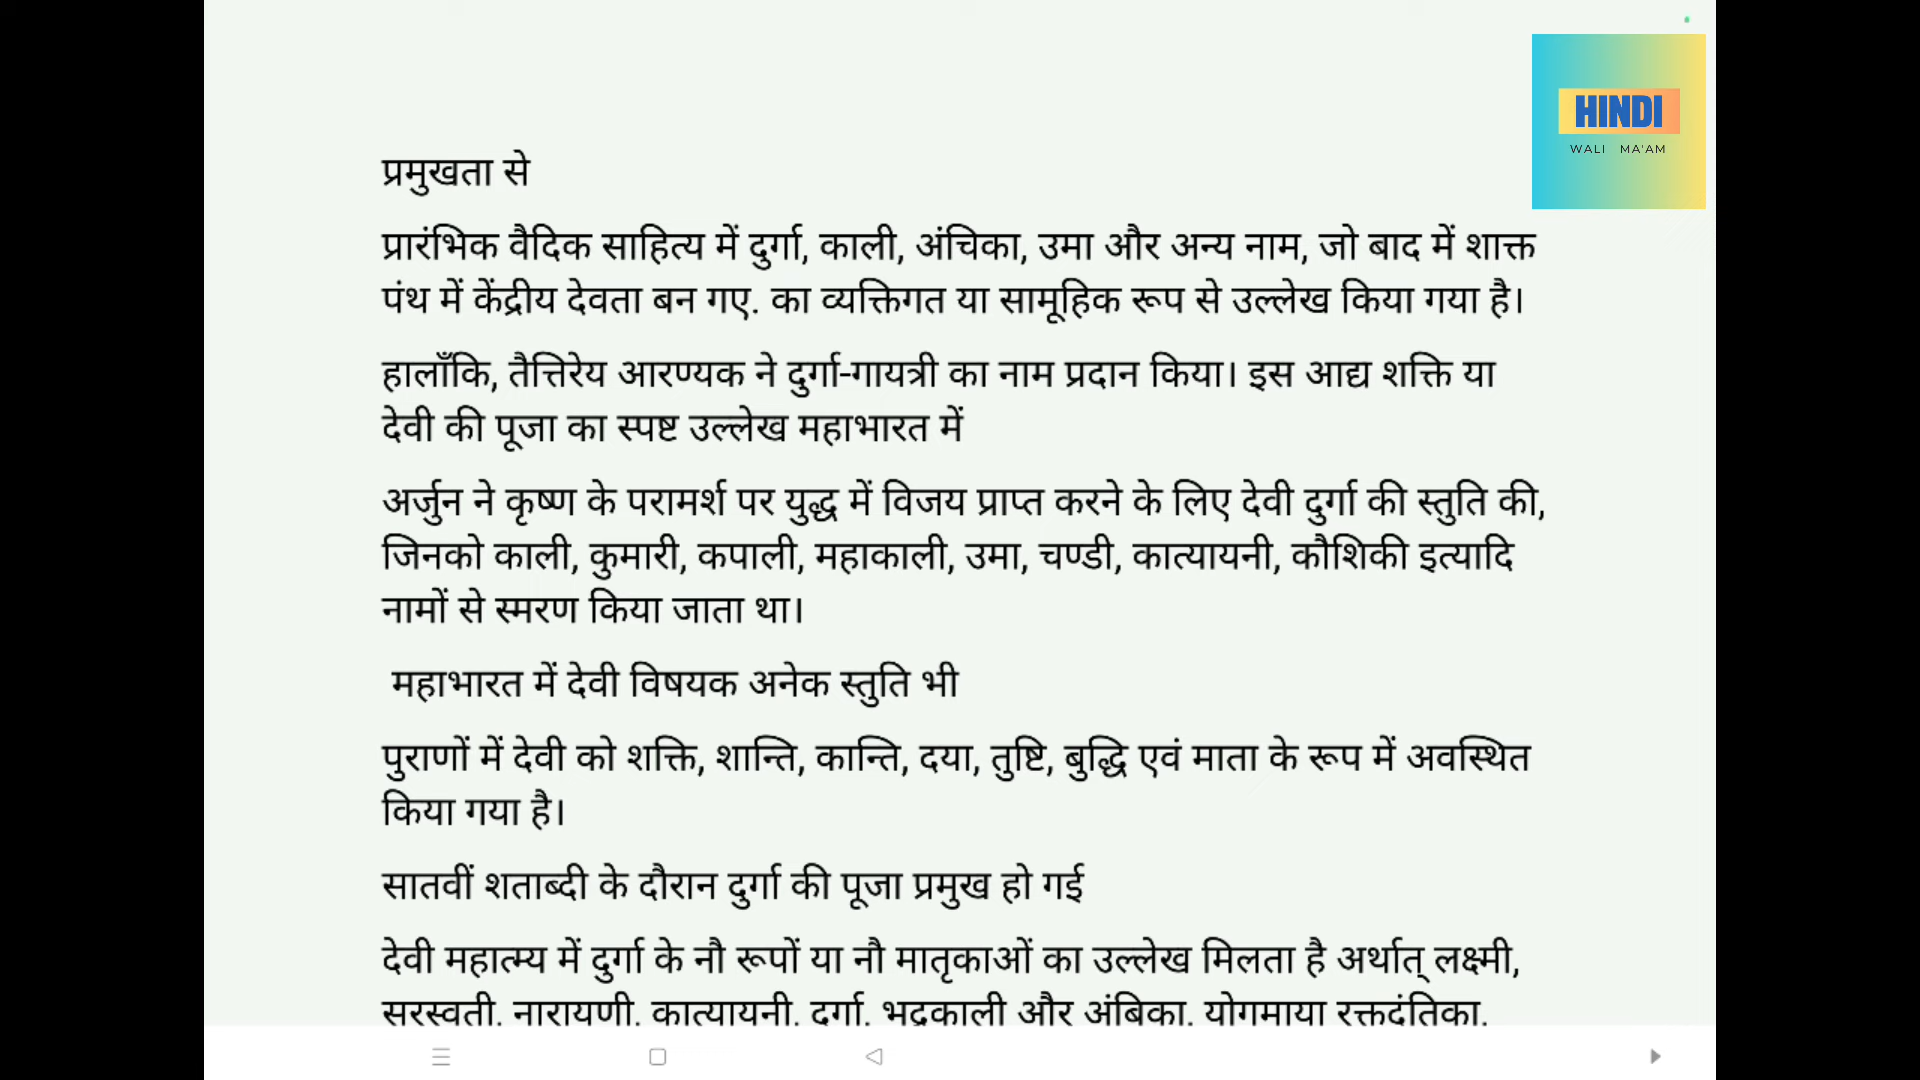 HINDI
WALI MA'AM
प्रमुखता से
प्रारंभिक वैदिक साहित्य में दुर्गा, काली, अंचिका, उमा और अन्य नाम, जो बाद में शाक्त
पंथ में केंद्रीय देवता बन गए. का व्यक्तिगत या सामूहिक रूप से उल्लेख किया गया है।
हालाँकि, तैत्तिरेय आरण्यक ने दुर्गा-गायत्री का नाम प्रदान किया। इस आद्य शक्ति या
देवी की पूजा का स्पष्ट उल्लेख महाभारत में
अर्जुन ने कृष्ण के परामर्श पर युद्ध में विजय प्राप्त करने के लिए देवी दुर्गा की स्तुति की,
जिनको काली, कुमारी, कपाली, महाकाली, उमा, चण्डी, कात्यायनी, कौशिकी इत्यादि
नामों से स्मरण किया जाता था।
महाभारत में देवी विषयक अनेक स्तुति भी
पुराणों में देवी को शक्ति, शान्ति, कान्ति, दया, तुष्टि, बुद्धि एवं माता के रूप में अवस्थित
किया गया है।
सातवीं शताब्दी के दौरान दुर्गा की पूजा प्रमुख हो गई
देवी महात्म्य में दुर्गा के नौ रूपों या नौ मातृकाओं का उल्लेख मिलता है अर्थात् लक्ष्मी,
सरस्वती, नारायणी, कात्यायनी, दुर्गा, भद्रकाली और अंबिका, योगमाया रक्तदंतिका,